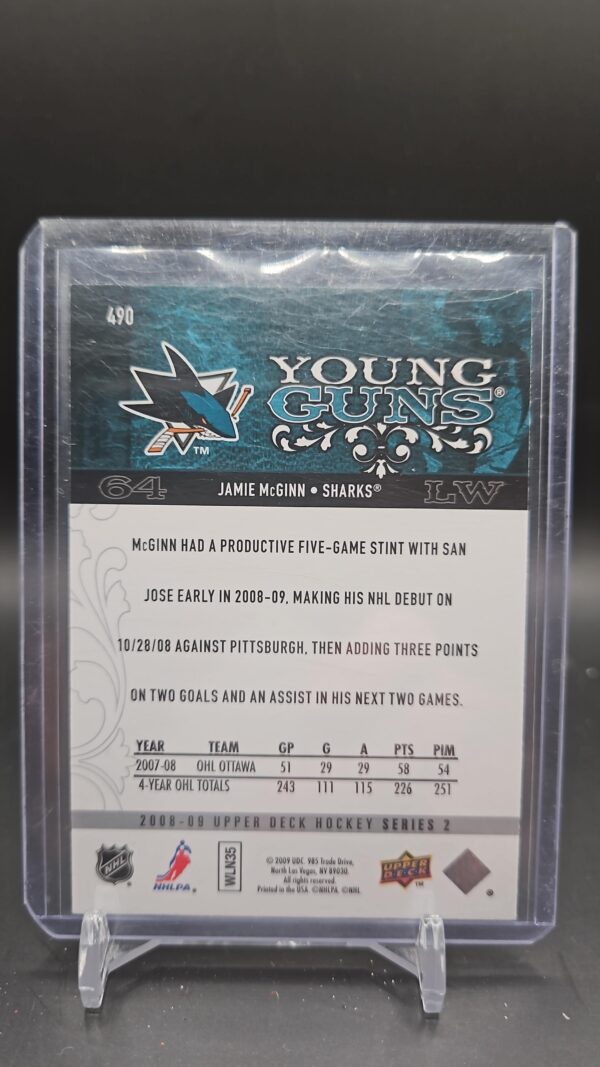 490
YOUNG
GUNS®
TM
64 JAMIE McGINN • SHARKS® LW
McGINN HAD A PRODUCTIVE FIVE-GAME STINT WITH SAN
JOSE EARLY IN 2008-09, MAKING HIS NHL DEBUT ON
10/28/08 AGAINST PITTSBURGH, THEN ADDING THREE POINTS
ON TWO GOALS AND AN ASSIST IN HIS NEXT TWO GAMES.
YEAR TEAM GP G A PTS PIM
2007-08 OHL OTTAWA 51 29 29 58 54
4-YEAR OHL TOTALS 243 111 115 226 251
2008-09 UPPER DECK HOCKEY SERIES 2
NHL
NHLPA®
WLN35
© 2009 UDC. 985 Trade Drive,
North Las Vegas, NV 89030.
All rights reserved.
Printed in the USA. ©NHLPA ©NHL
UPPER
DECK
TM
®